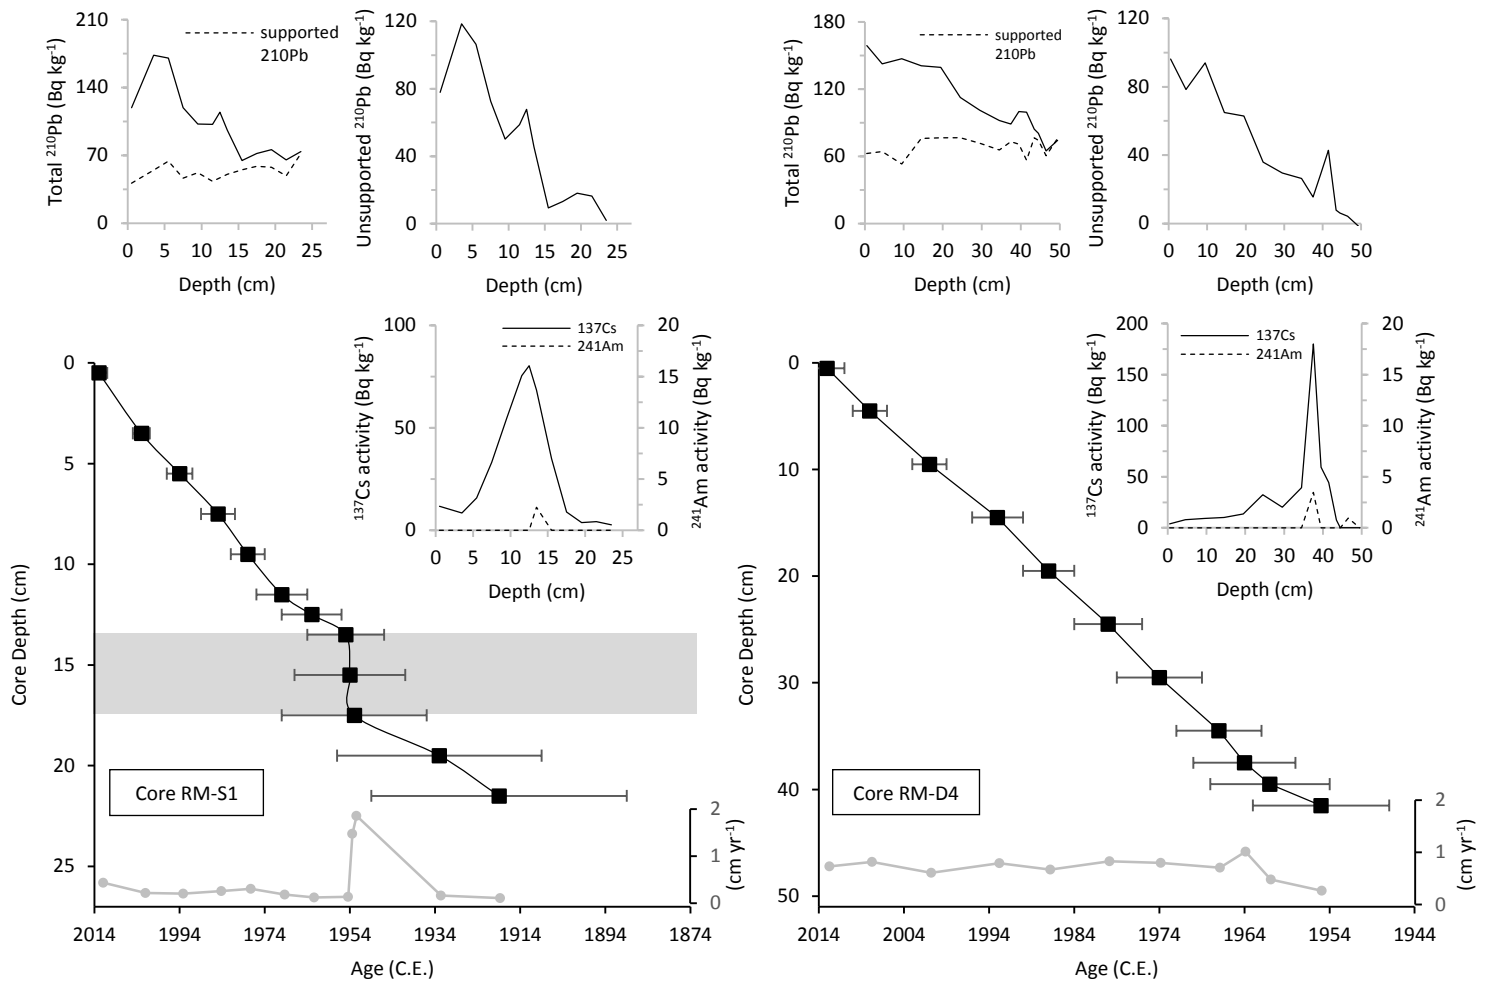 Total ²¹⁰Pb (Bq kg⁻¹)
210
140
70
0
supported
210Pb
0 5 10 15 20 25
Depth (cm)
Unsupported ²¹⁰Pb (Bq kg⁻¹)
120
80
40
0
0 5 10 15 20 25
Depth (cm)
Total ²¹⁰Pb (Bq kg⁻¹)
180
120
60
0
supported
210Pb
0 10 20 30 40 50
Depth (cm)
Unsupported ²¹⁰Pb (Bq kg⁻¹)
120
80
40
0
0 10 20 30 40 50
Depth (cm)
¹³⁷Cs activity (Bq kg⁻¹)
100
50
0
137Cs
241Am
20
15
10
5
0
²⁴¹Am activity (Bq kg⁻¹)
0 5 10 15 20 25
Depth (cm)
Core Depth (cm)
0
5
10
15
20
25
Core RM-S1
2
1
0
(cm yr⁻¹)
2014 1994 1974 1954 1934 1914 1894 1874
Age (C.E.)
¹³⁷Cs activity (Bq kg⁻¹)
200
150
100
50
0
137Cs
241Am
20
15
10
5
0
²⁴¹Am activity (Bq kg⁻¹)
0 10 20 30 40 50
Depth (cm)
Core Depth (cm)
0
10
20
30
40
50
Core RM-D4
2
1
0
(cm yr⁻¹)
2014 2004 1994 1984 1974 1964 1954 1944
Age (C.E.)